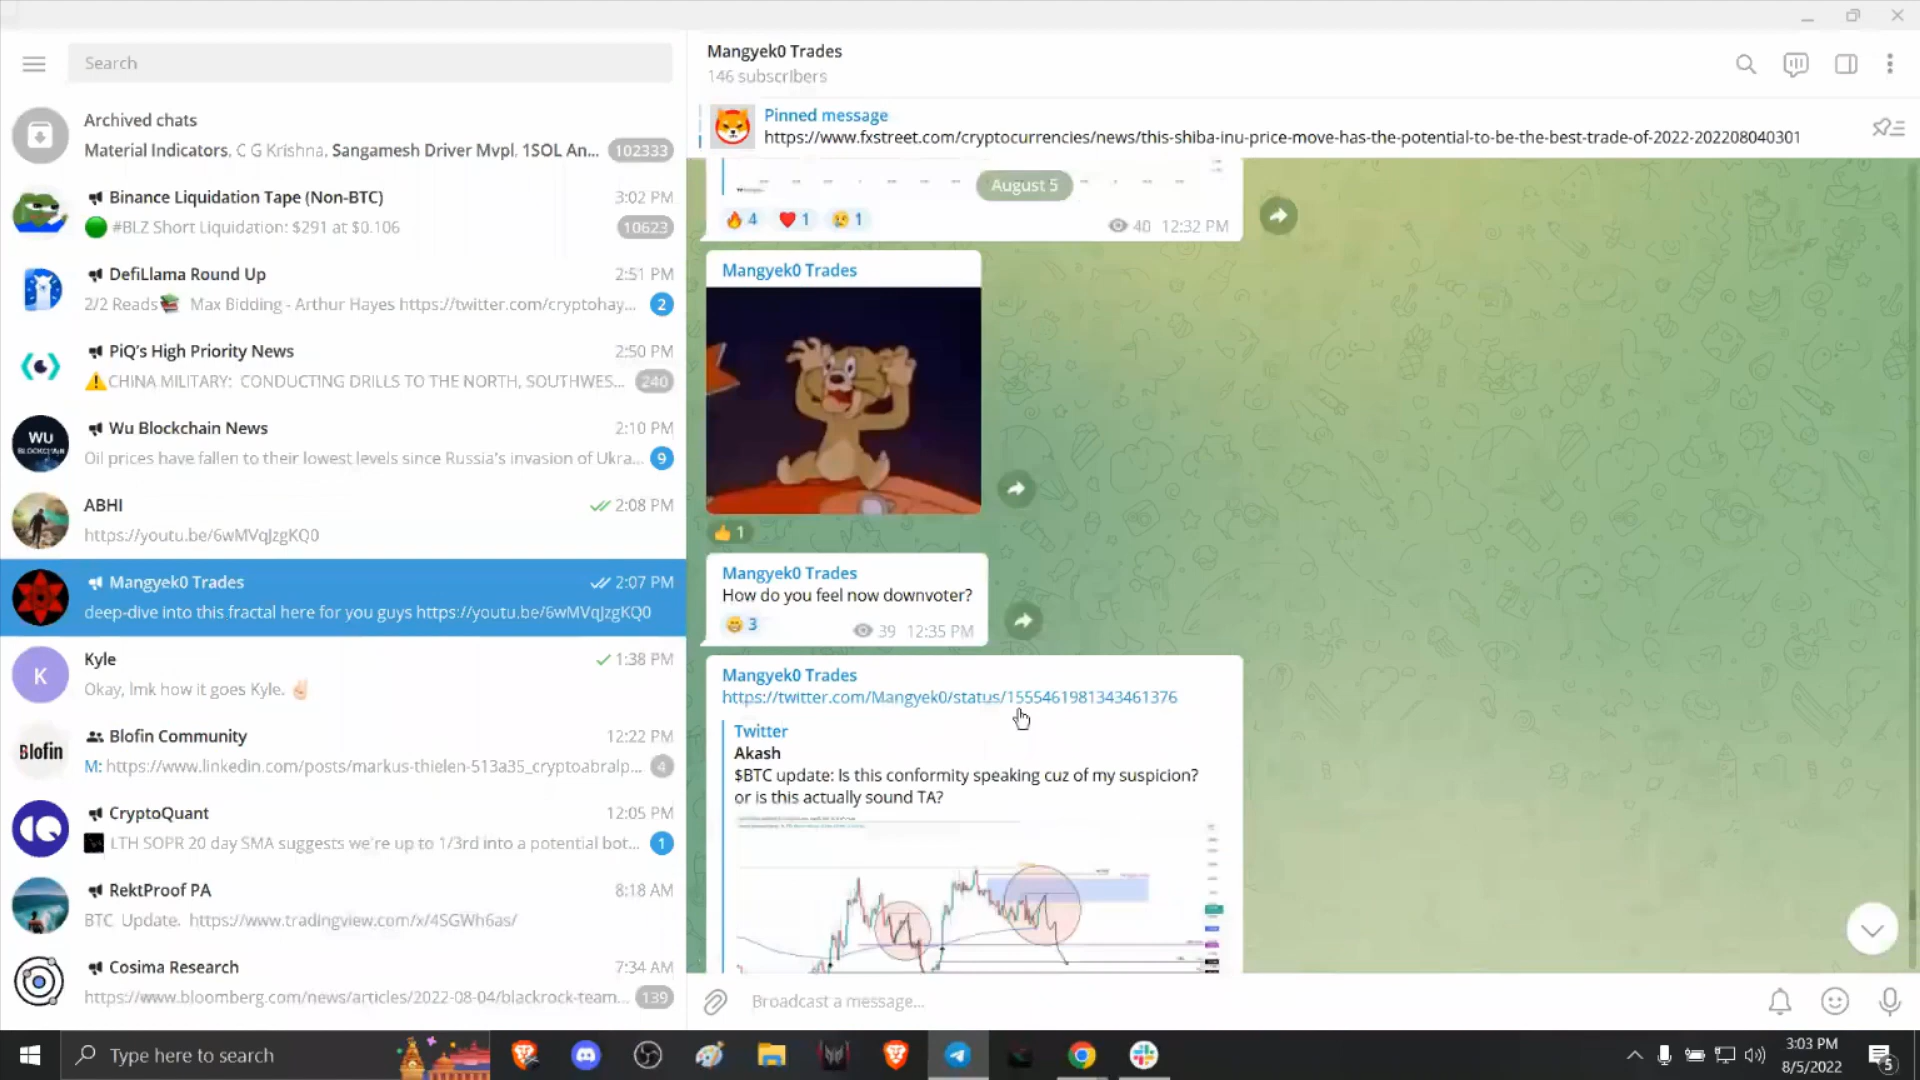 Search
Archived chats
Material Indicators, C G Krishna, Sangamesh Driver Mvpl, 1SOL An... 102333
Binance Liquidation Tape (Non-BTC) 3:02 PM
#BLZ Short Liquidation: $291 at $0.106 10623
DefiLlama Round Up 2:51 PM
2/2 Reads Max Bidding - Arthur Hayes https://twitter.com/cryptohay... 2
PiQ's High Priority News 2:50 PM
CHINA MILITARY: CONDUCTING DRILLS TO THE NORTH, SOUTHWES... 240
WU
BLOCKCHAIN
Wu Blockchain News 2:10 PM
Oil prices have fallen to their lowest levels since Russia's invasion of Ukra... 9
ABHI 2:08 PM
https://youtu.be/6wMVqJzgKQ0
Mangyek0 Trades 2:07 PM
deep-dive into this fractal here for you guys https://youtu.be/6wMVqJzgKQ0
K
Kyle 1:38 PM
Okay, lmk how it goes Kyle. ✌🏻
Blofin
Blofin Community 12:22 PM
M: https://www.linkedin.com/posts/markus-thielen-513a35_cryptoabralp... 4
CryptoQuant 12:05 PM
LTH SOPR 20 day SMA suggests we're up to 1/3rd into a potential bot... 1
RektProof PA 8:18 AM
BTC Update. https://www.tradingview.com/x/4SGWh6as/
Cosima Research 7:34 AM
https://www.bloomberg.com/news/articles/2022-08-04/blackrock-team... 139
Mangyek0 Trades
146 subscribers
Pinned message
https://www.fxstreet.com/cryptocurrencies/news/this-shiba-inu-price-move-has-the-potential-to-be-the-best-trade-of-2022-202208040301
August 5
🔥 4 ❤️ 1 😢 1 40 12:32 PM
Mangyek0 Trades
👍 1
Mangyek0 Trades
How do you feel now downvoter?
😁 3 39 12:35 PM
Mangyek0 Trades
https://twitter.com/Mangyek0/status/1555461981343461376
Twitter
Akash
$BTC update: Is this conformity speaking cuz of my suspicion?
or is this actually sound TA?
Broadcast a message...
Type here to search
3:03 PM
8/5/2022
5